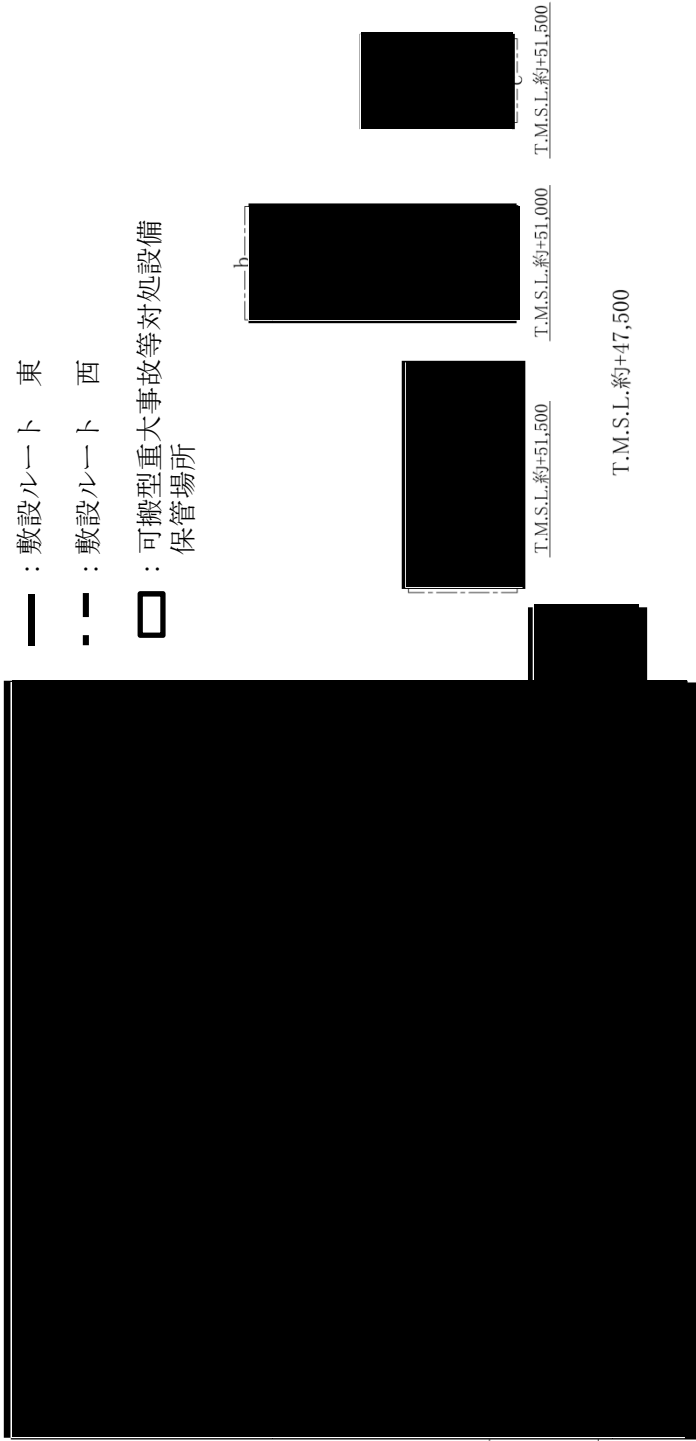 ：敷設ルート　東
：敷設ルート　西
：可搬型重大事故等対処設備
保管場所
b
c
T.M.S.L.約+51,500
T.M.S.L.約+51,000
T.M.S.L.約+51,500
T.M.S.L.約+47,500